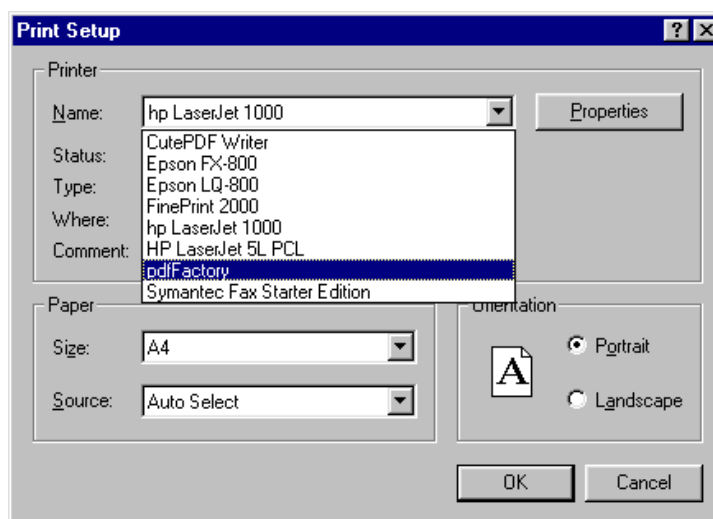 Print Setup
Printer
Name: hp LaserJet 1000 Properties
CutePDF Writer
Status: Epson FX-800
Type: Epson LQ-800
FinePrint 2000
Where: hp LaserJet 1000
Comment: HP LaserJet 5L PCL
pdfFactory
Symantec Fax Starter Edition
Paper Orientation
Size: A4 Portrait
A
Source: Auto Select Landscape
OK Cancel